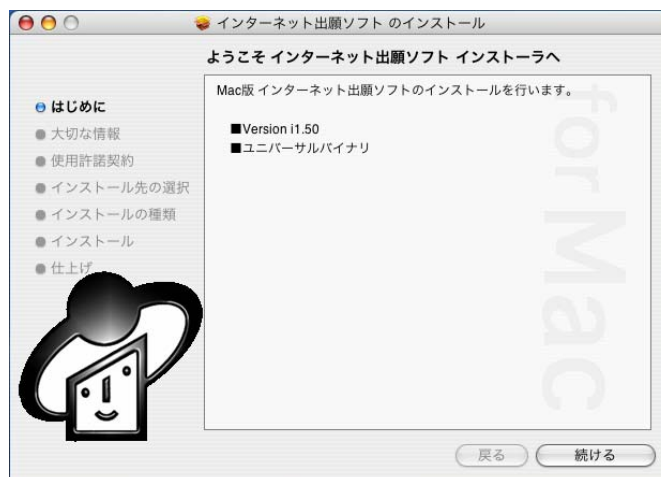 インターネット出願ソフト のインストール
ようこそ インターネット出願ソフト インストーラへ
はじめに
大切な情報
使用許諾契約
インストール先の選択
インストールの種類
インストール
仕上げ
Mac版 インターネット出願ソフトのインストールを行います。
■Version i1.50
■ユニバーサルバイナリ
for Mac
戻る
続ける